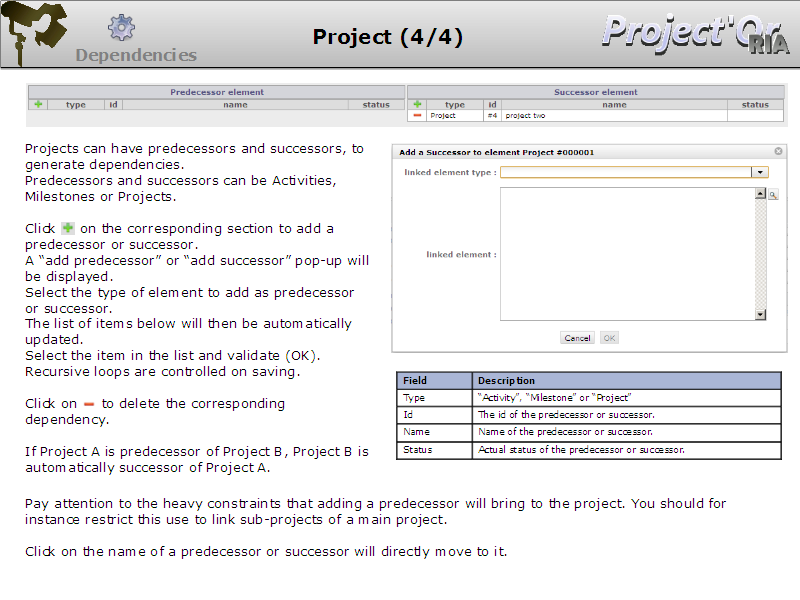 Project (4/4)
Project'Or
RIA
Dependencies
Predecessor element
type id name status
Successor element
type id name status
Project #4 project two
Projects can have predecessors and successors, to
generate dependencies.
Predecessors and successors can be Activities,
Milestones or Projects.
Click on the corresponding section to add a
predecessor or successor.
A “add predecessor” or “add successor” pop-up will
be displayed.
Select the type of element to add as predecessor
or successor.
The list of items below will then be automatically
updated.
Select the item in the list and validate (OK).
Recursive loops are controlled on saving.
Click on to delete the corresponding
dependency.
If Project A is predecessor of Project B, Project B is
automatically successor of Project A.
Add a Successor to element Project #000001
linked element type :
linked element :
Cancel OK
Field Description
Type “Activity”, “Milestone” or “Project”
Id The id of the predecessor or successor.
Name Name of the predecessor or successor.
Status Actual status of the predecessor or successor.
Pay attention to the heavy constraints that adding a predecessor will bring to the project. You should for
instance restrict this use to link sub-projects of a main project.
Click on the name of a predecessor or successor will directly move to it.